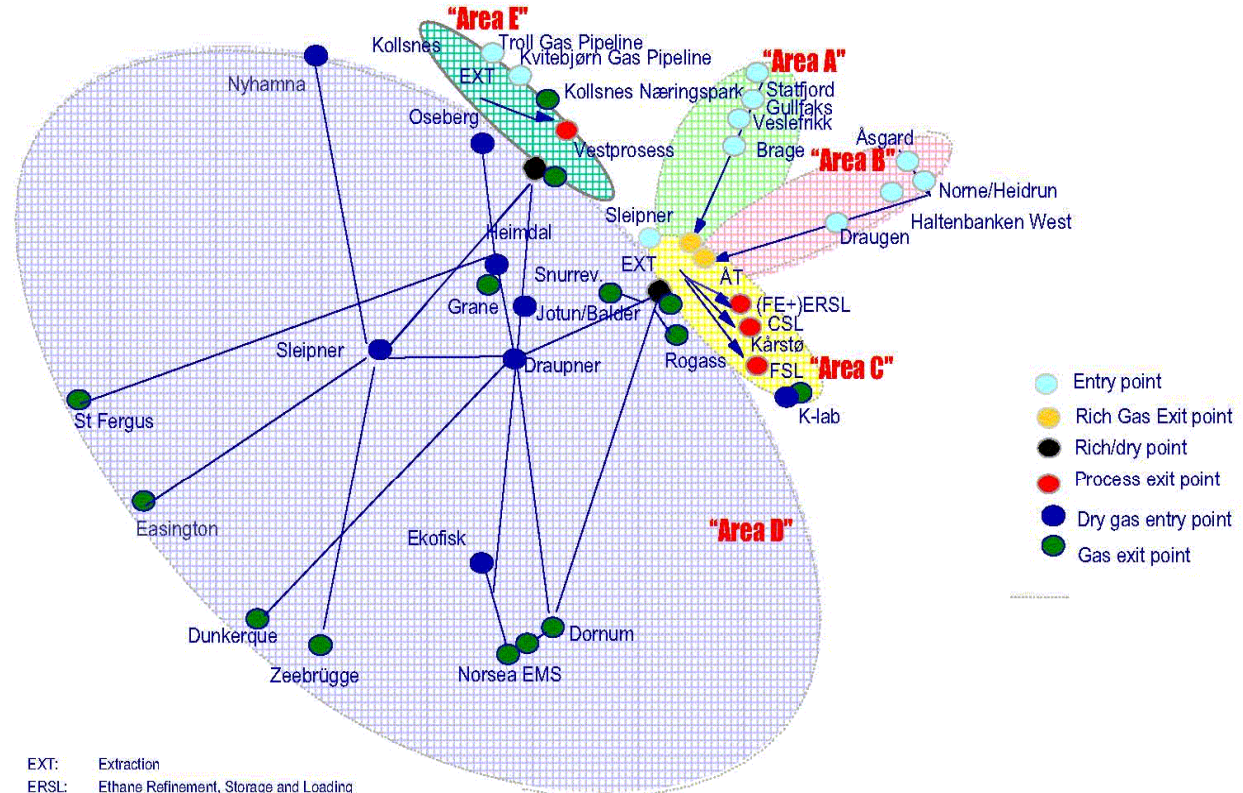 “Area E”
Kollsnes
Troll Gas Pipeline
Kvitebjørn Gas Pipeline
EXT
Kollsnes Næringspark
Vestprosess
Nyhamna
Oseberg
“Area A”
Statfjord
Gullfaks
Veslefrikk
Brage
“Area B”
Åsgard
Norne/Heidrun
Haltenbanken West
Draugen
Sleipner
EXT
ÅT
Heimdal
Snurrev.
Grane
Jotun/Balder
(FE+)ERSL
CSL
Kårstø
Rogass
FSL
“Area C”
K-lab
Sleipner
Draupner
St Fergus
Easington
Ekofisk
“Area D”
Dunkerque
Zeebrügge
Norsea EMS
Dornum
Entry point
Rich Gas Exit point
Rich/dry point
Process exit point
Dry gas entry point
Gas exit point
EXT: Extraction
ERSL: Ethane Refinement, Storage and Loading